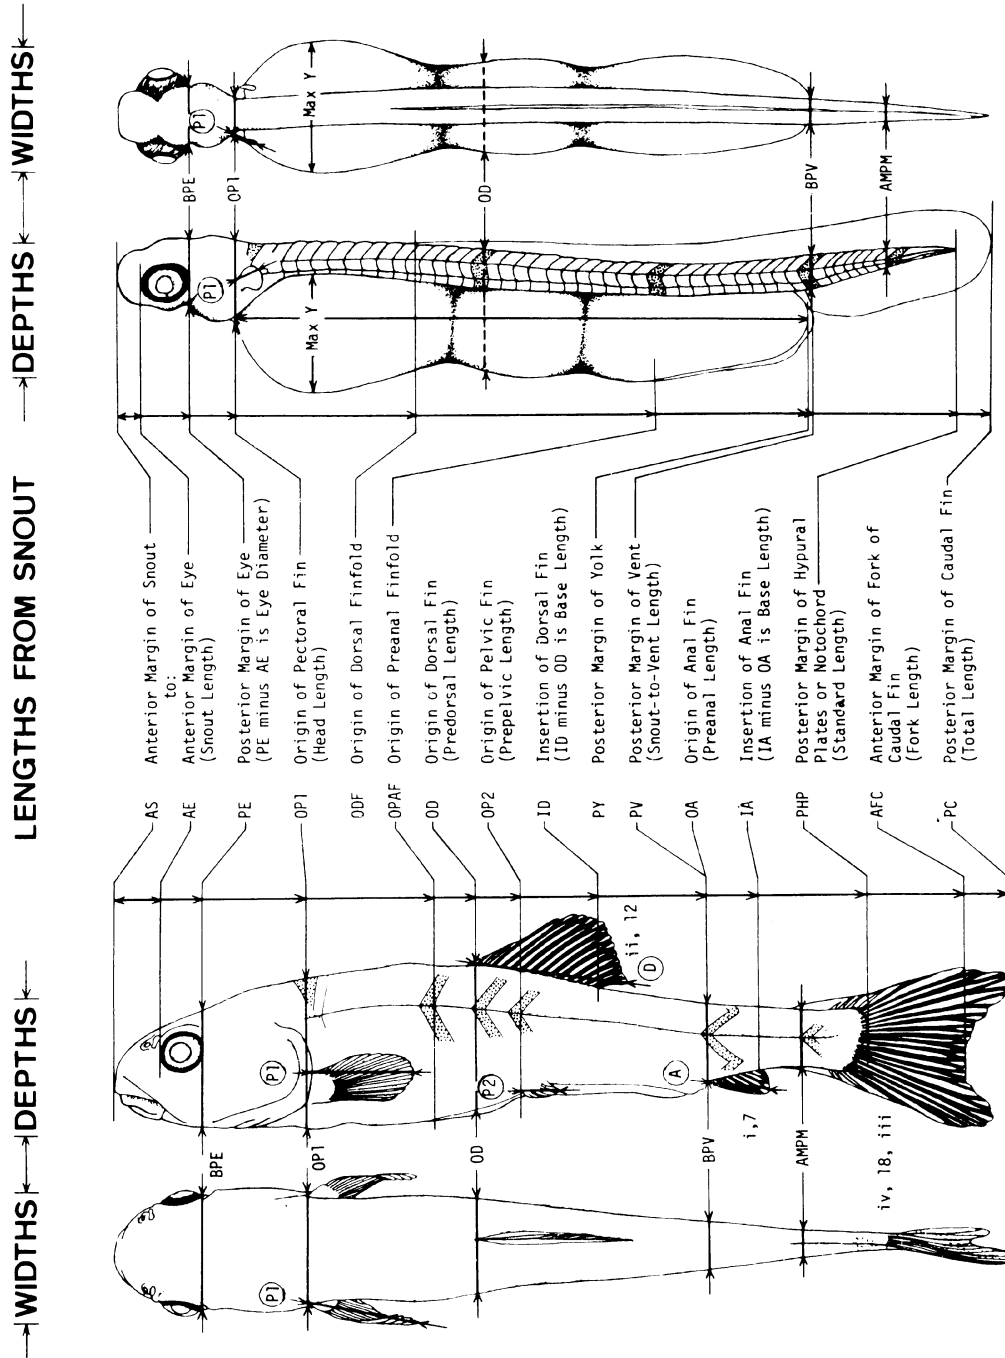 WIDTHS
DEPTHS
LENGTHS FROM SNOUT
DEPTHS
WIDTHS
P1
BPE
OP1
Max Y
OD
BPV
AMPM
P1
Max Y
AS
Anterior Margin of Snout
to:
AE
Anterior Margin of Eye
(Snout Length)
PE
Posterior Margin of Eye
(PE minus AE is Eye Diameter)
OP1
Origin of Pectoral Fin
(Head Length)
ODF
Origin of Dorsal Finfold
OPAF
Origin of Preanal Finfold
OD
Origin of Dorsal Fin
(Predorsal Length)
OP2
Origin of Pelvic Fin
(Prepelvic Length)
ID
Insertion of Dorsal Fin
(ID minus OD is Base Length)
PY
Posterior Margin of Yolk
PV
Posterior Margin of Vent
(Snout-to-Vent Length)
OA
Origin of Anal Fin
(Preanal Length)
IA
Insertion of Anal Fin
(IA minus OA is Base Length)
PHP
Posterior Margin of Hypural
Plates or Notochord
(Standard Length)
AFC
Anterior Margin of Fork of
Caudal Fin
(Fork Length)
PC
Posterior Margin of Caudal Fin
(Total Length)
ii, 12
D
P1
P2
A
i,7
iv, 18, iii
BPE
OP1
OD
BPV
AMPM
P1